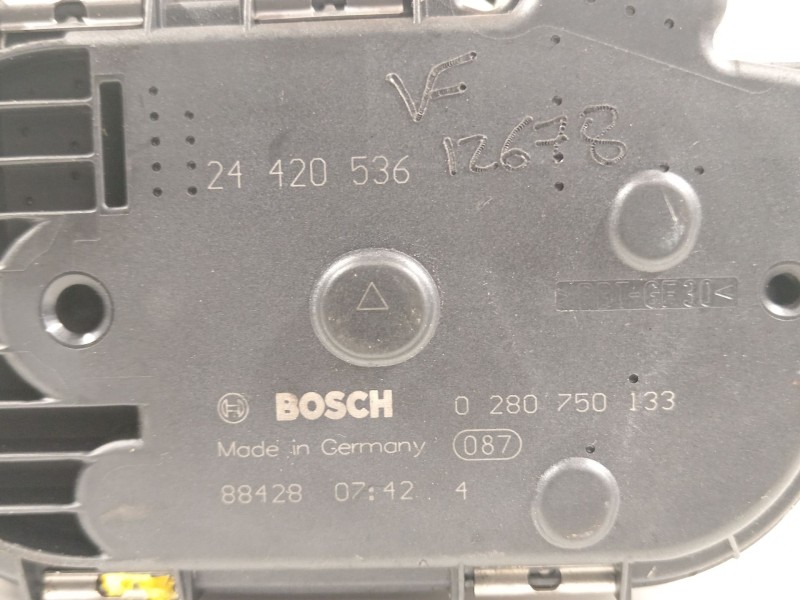 VF
12678
24 420 536
BOSCH 0 280 750 133
Made in Germany 087
88428 07:42 4